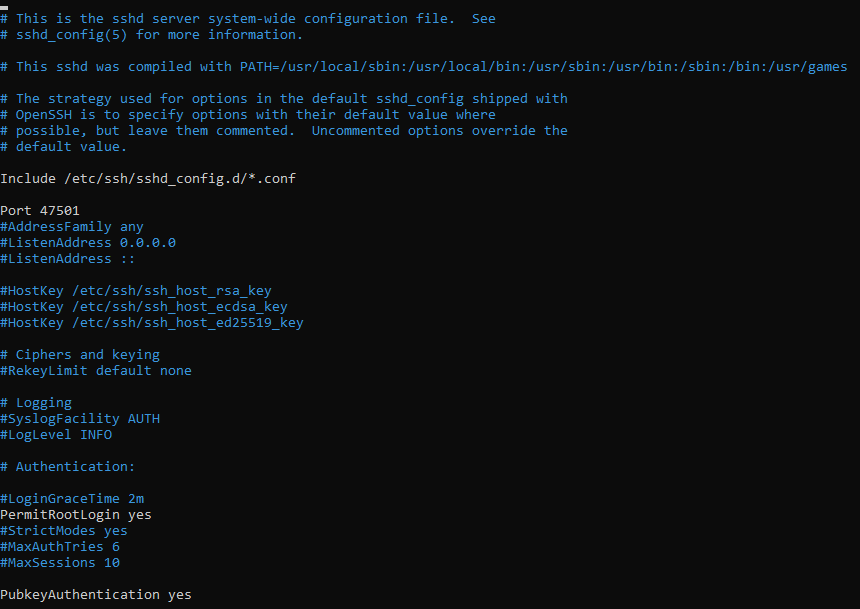 # This is the sshd server system-wide configuration file.  See
# sshd_config(5) for more information.
# This sshd was compiled with PATH=/usr/local/sbin:/usr/local/bin:/usr/sbin:/usr/bin:/sbin:/bin:/usr/games
# The strategy used for options in the default sshd_config shipped with
# OpenSSH is to specify options with their default value where
# possible, but leave them commented.  Uncommented options override the
# default value.
Include /etc/ssh/sshd_config.d/*.conf
Port 47501
#AddressFamily any
#ListenAddress 0.0.0.0
#ListenAddress ::
#HostKey /etc/ssh/ssh_host_rsa_key
#HostKey /etc/ssh/ssh_host_ecdsa_key
#HostKey /etc/ssh/ssh_host_ed25519_key
# Ciphers and keying
#RekeyLimit default none
# Logging
#SyslogFacility AUTH
#LogLevel INFO
# Authentication:
#LoginGraceTime 2m
PermitRootLogin yes
#StrictModes yes
#MaxAuthTries 6
#MaxSessions 10
PubkeyAuthentication yes